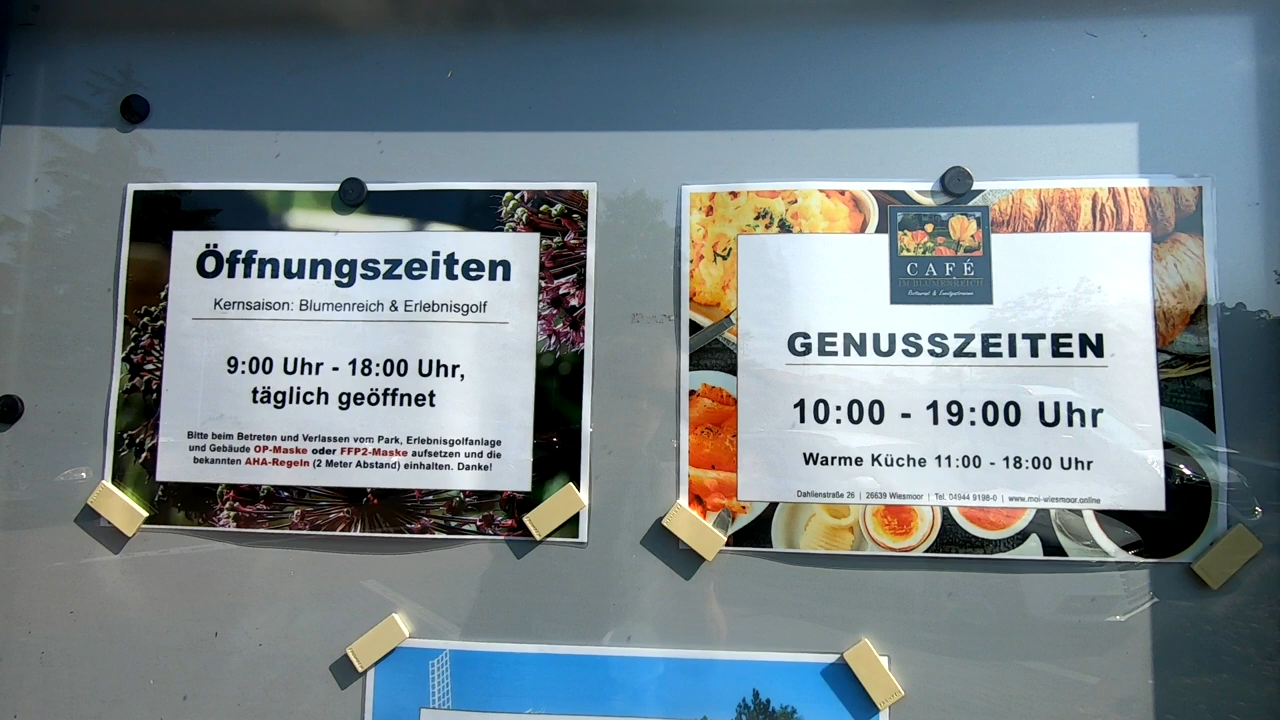 Öffnungszeiten
Kernsaison: Blumenreich & Erlebnisgolf
9:00 Uhr - 18:00 Uhr,
täglich geöffnet
Bitte beim Betreten und Verlassen vom Park, Erlebnisgolfanlage
und Gebäude OP-Maske oder FFP2-Maske aufsetzen und die
bekannten AHA-Regeln (2 Meter Abstand) einhalten. Danke!
CAFÉ
IM BLUMENREICH
GENUSSZEITEN
10:00 - 19:00 Uhr
Warme Küche 11:00 - 18:00 Uhr
Dahlienstraße 26 | 26639 Wiesmoor | Tel. 04944 9198-0 | www.moi-wiesmoor.online